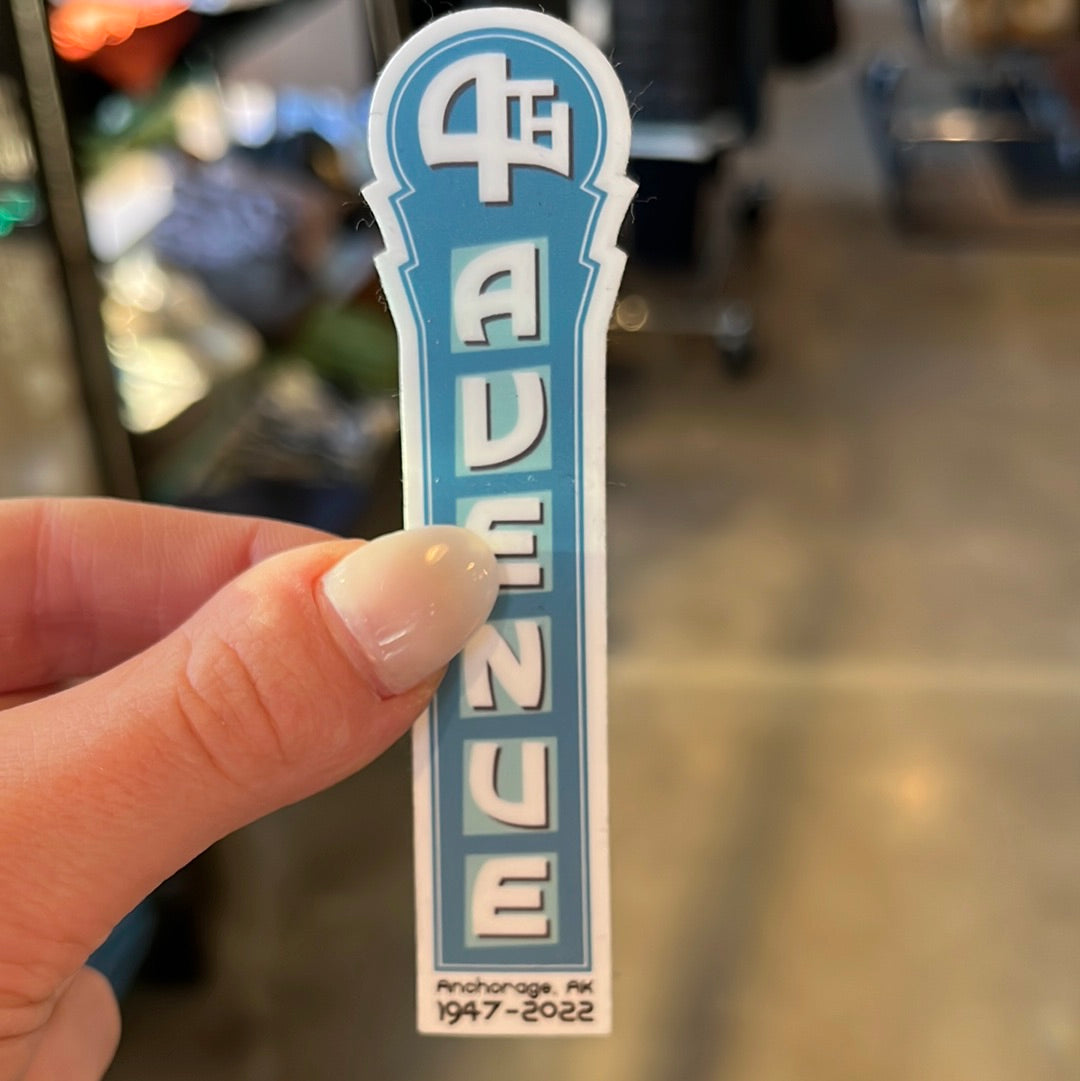 4TH
AVENUE
Anchorage, AK
1947-2022